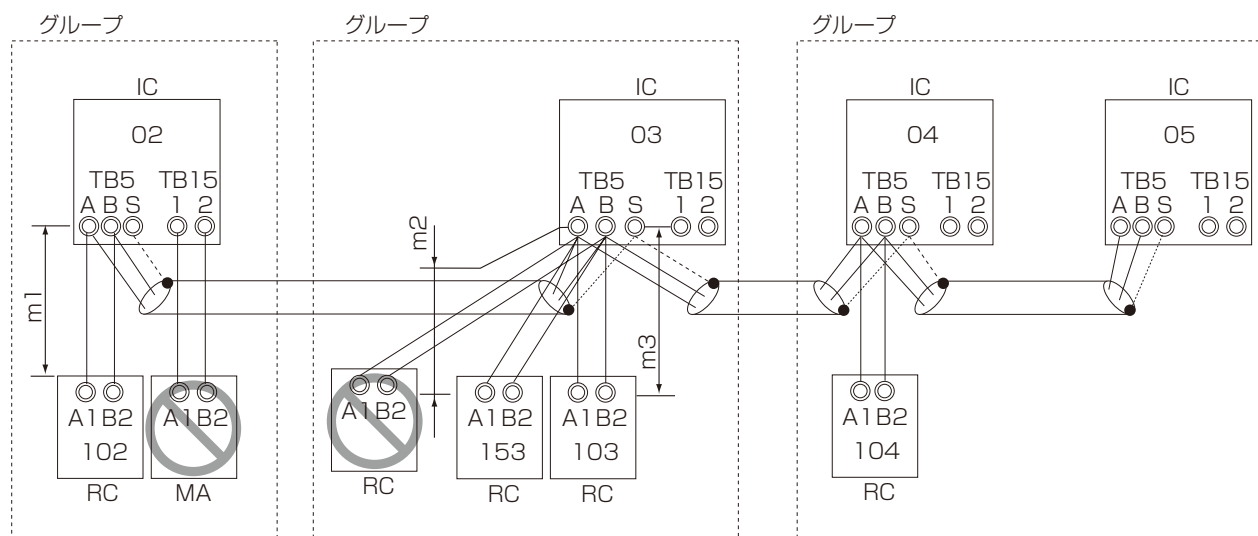 グループ
グループ
グループ
IC
02
TB5 TB15
A B S 1 2
IC
03
TB5 TB15
A B S 1 2
IC
04
TB5 TB15
A B S 1 2
IC
05
TB5 TB15
A B S 1 2
m1
m2
m3
A1B2
102
RC
A1B2
MA
A1B2
RC
A1B2
153
RC
A1B2
103
RC
A1B2
104
RC